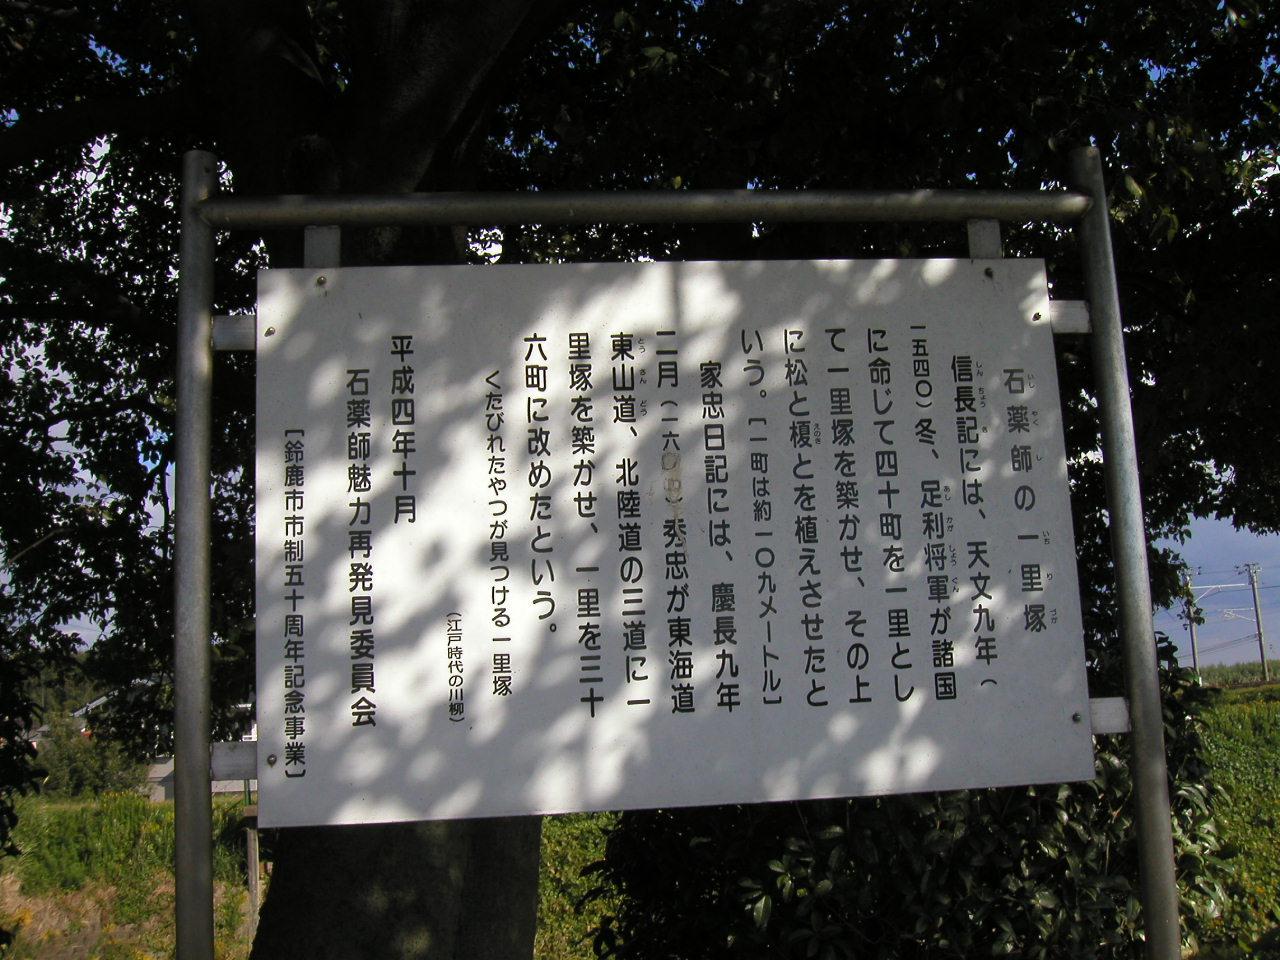 石薬師の一里塚
信長記には、天文九年（
一五四〇）冬、足利将軍が諸国
に命じて四十町を一里とし
て一里塚を築かせ、その上
に松と榎とを植えさせたと
いう。［一町は約一〇九メートル］
家忠日記には、慶長九年
二月（一六 秀忠が東海道
東山道、北陸道の三道に一
里塚を築かせ、一里を三十
六町に改めたという。
くたびれたやつが見つける一里塚
（江戸時代の川柳）
平成四年十月
石薬師魅力再発見委員会
［鈴鹿市市制五十周年記念事業］